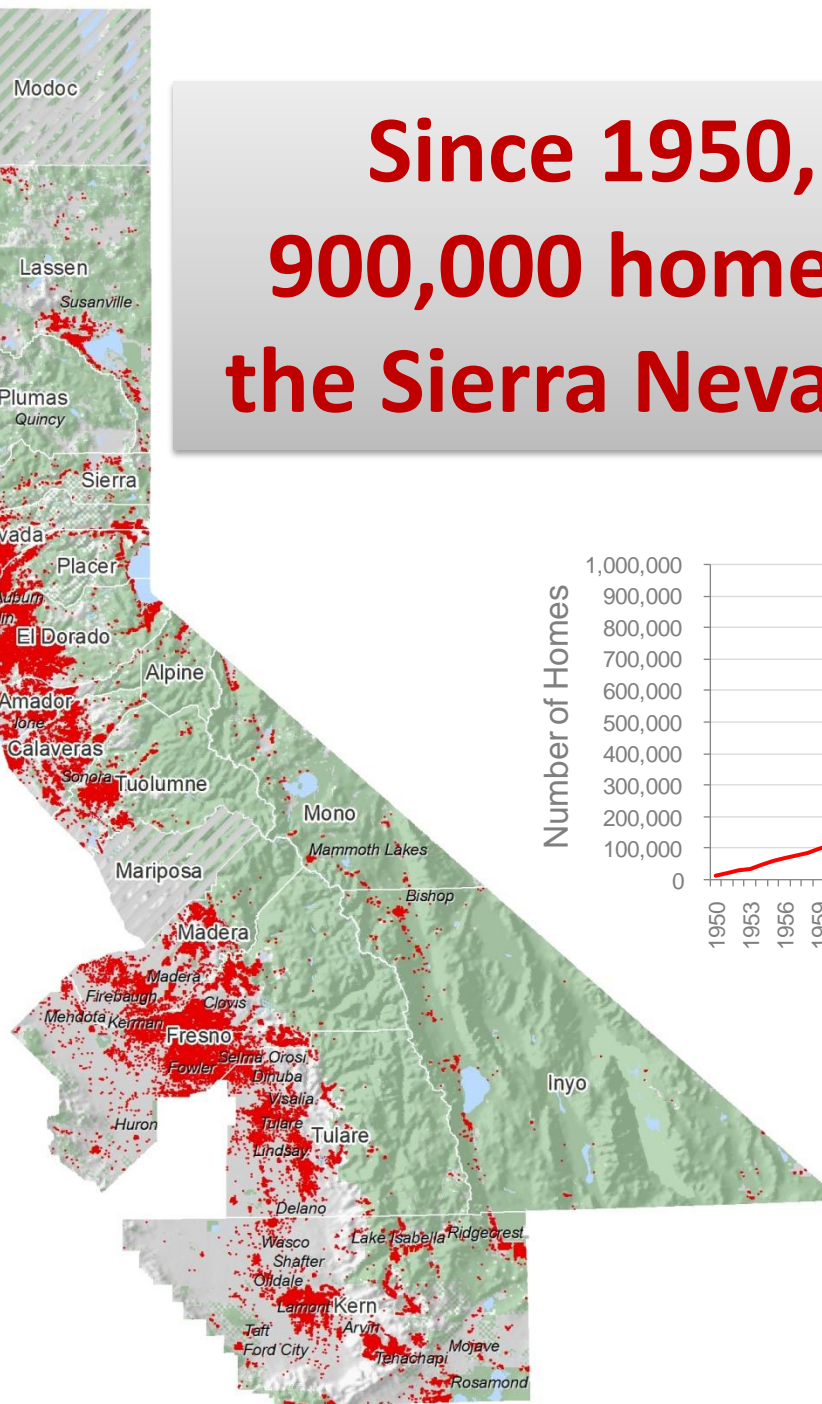 Modoc
Since 1950,
900,000 home
the Sierra Neva
Lassen
Susanville
Plumas
Quincy
Sierra
vada
Placer
Auburn
lin
El Dorado
Alpine
Amador
Ione
Calaveras
Sonora
Tuolumne
Mono
Mammoth Lakes
Mariposa
Bishop
Madera
Madera
Firebaugh
Clovis
Mendota
Kerman
Fresno
Selma
Orosi
Fowler
Dinuba
Visalia
Inyo
Huron
Tulare
Tulare
Lindsay
Delano
Wasco
Lake Isabella
Ridgecrest
Shafter
Oildale
Lamont
Kern
Arvin
Taft
Ford City
Mojave
Tehachapi
Rosamond
Number of Homes
1,000,000
900,000
800,000
700,000
600,000
500,000
400,000
300,000
200,000
100,000
0
1950
1953
1956
1959